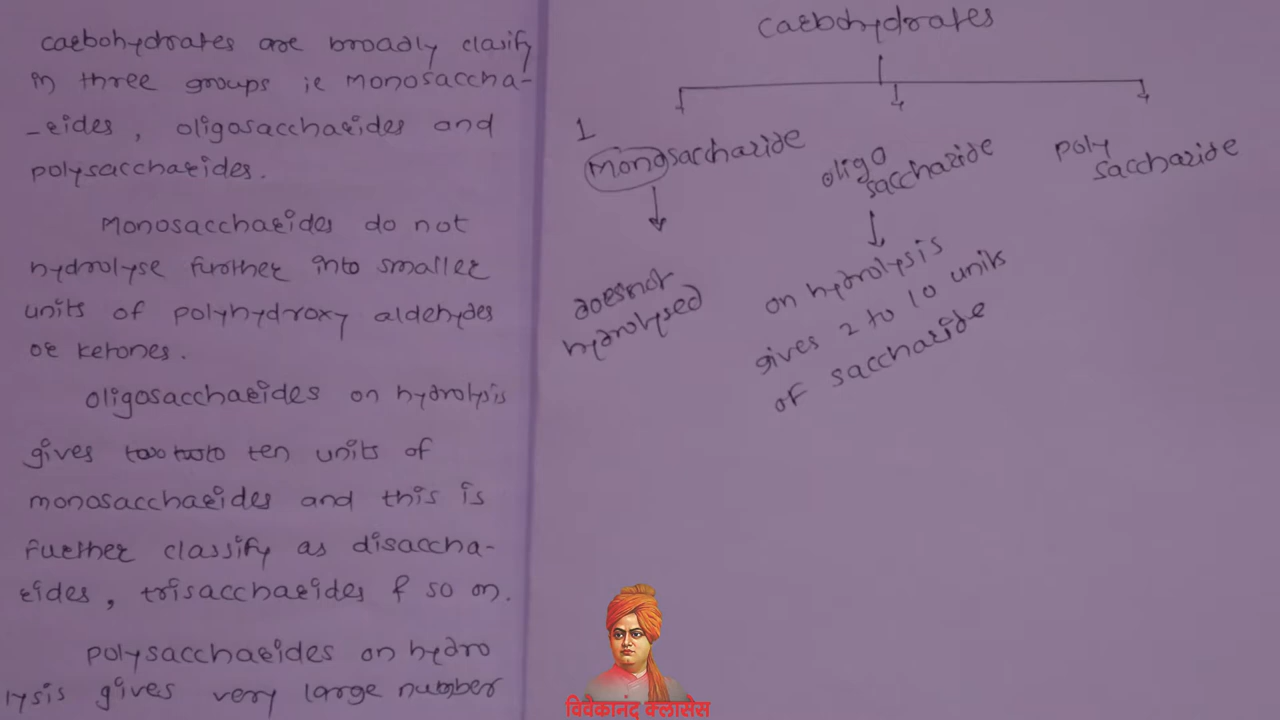 carbohydrates are broadly clasify
in three groups ie Monosaccha-
-rides, oligosaccharides and
polysaccharides.
Monosaccharides do not
hydrolyse further into smaller
units of polyhydroxy aldehydes
or ketones.
oligosaccharides on hydrolysis
gives two to ten units of
monosaccharides and this is
further classify as disaccha-
rides, trisaccharides & so on.
polysaccharides on hydro
lysis gives very large number
carbohydrates
1
Monosaccharide
doesnot
hydrolysed
oligo
saccharide
on hydrolysis
gives 2 to 10 units
of saccharide
poly
saccharide
विवेकानंद क्लासेस